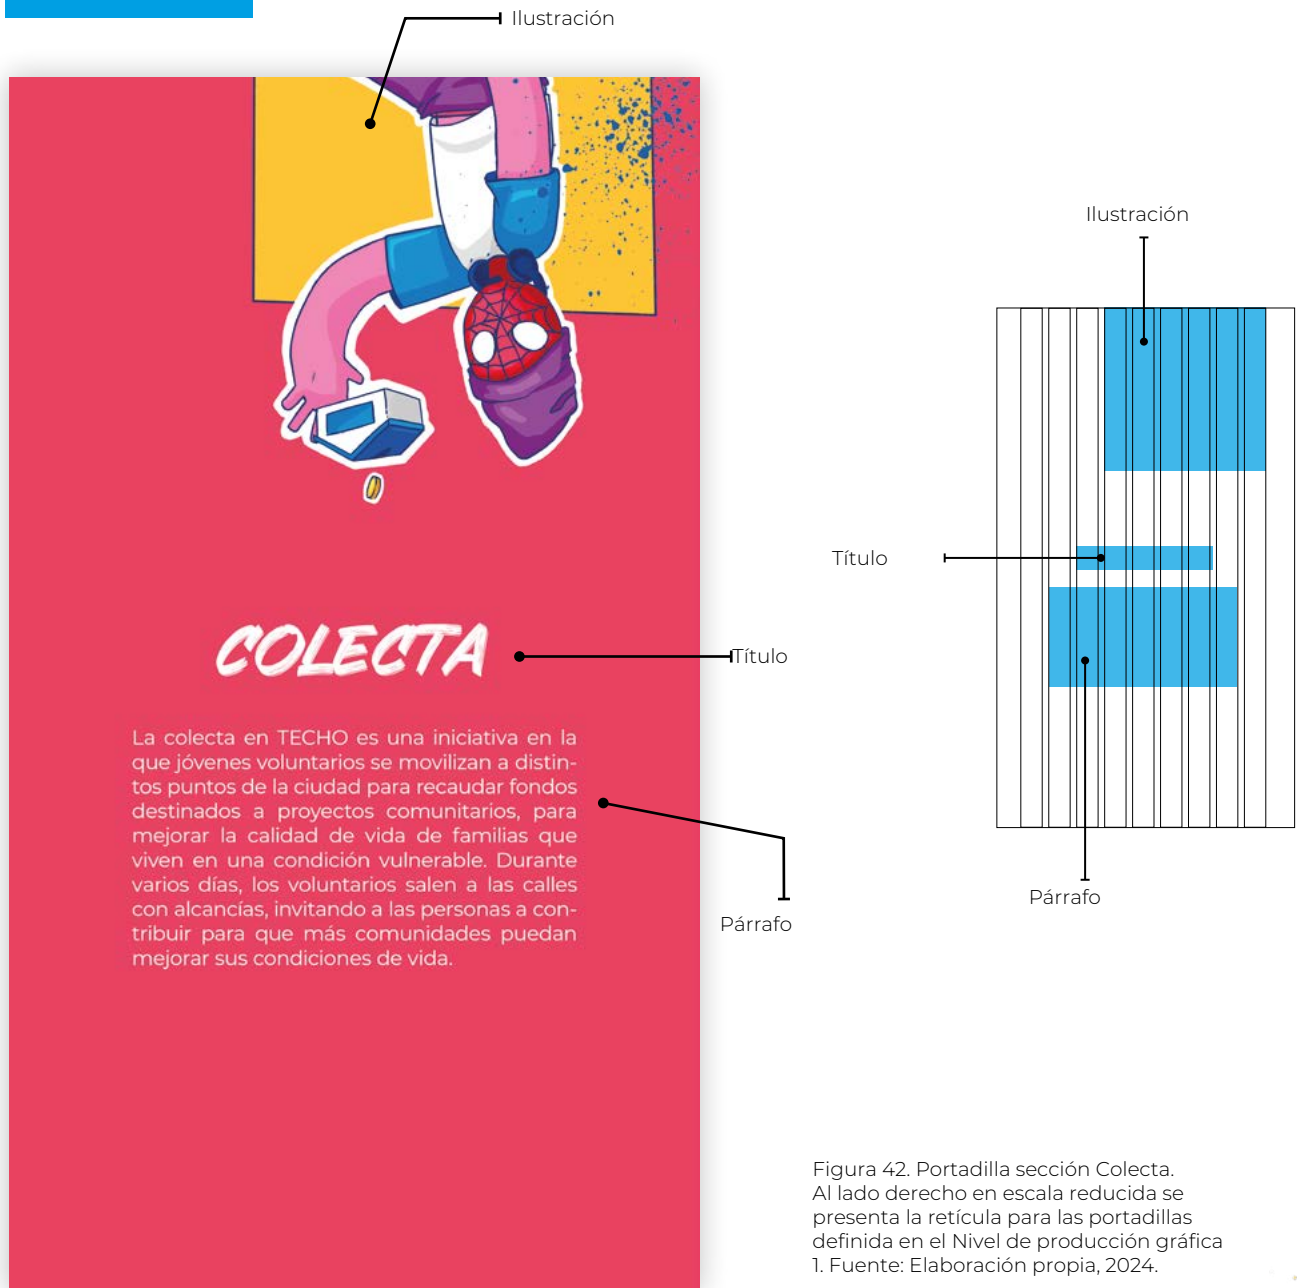 Ilustración
COLECTA
Título
La colecta en TECHO es una iniciativa en la
que jóvenes voluntarios se movilizan a distin-
tos puntos de la ciudad para recaudar fondos
destinados a proyectos comunitarios, para
mejorar la calidad de vida de familias que
viven en una condición vulnerable. Durante
varios días, los voluntarios salen a las calles
con alcancías, invitando a las personas a con-
tribuir para que más comunidades puedan
mejorar sus condiciones de vida.
Párrafo
Ilustración
Título
Párrafo
Figura 42. Portadilla sección Colecta.
Al lado derecho en escala reducida se
presenta la retícula para las portadillas
definida en el Nivel de producción gráfica
1. Fuente: Elaboración propia, 2024.